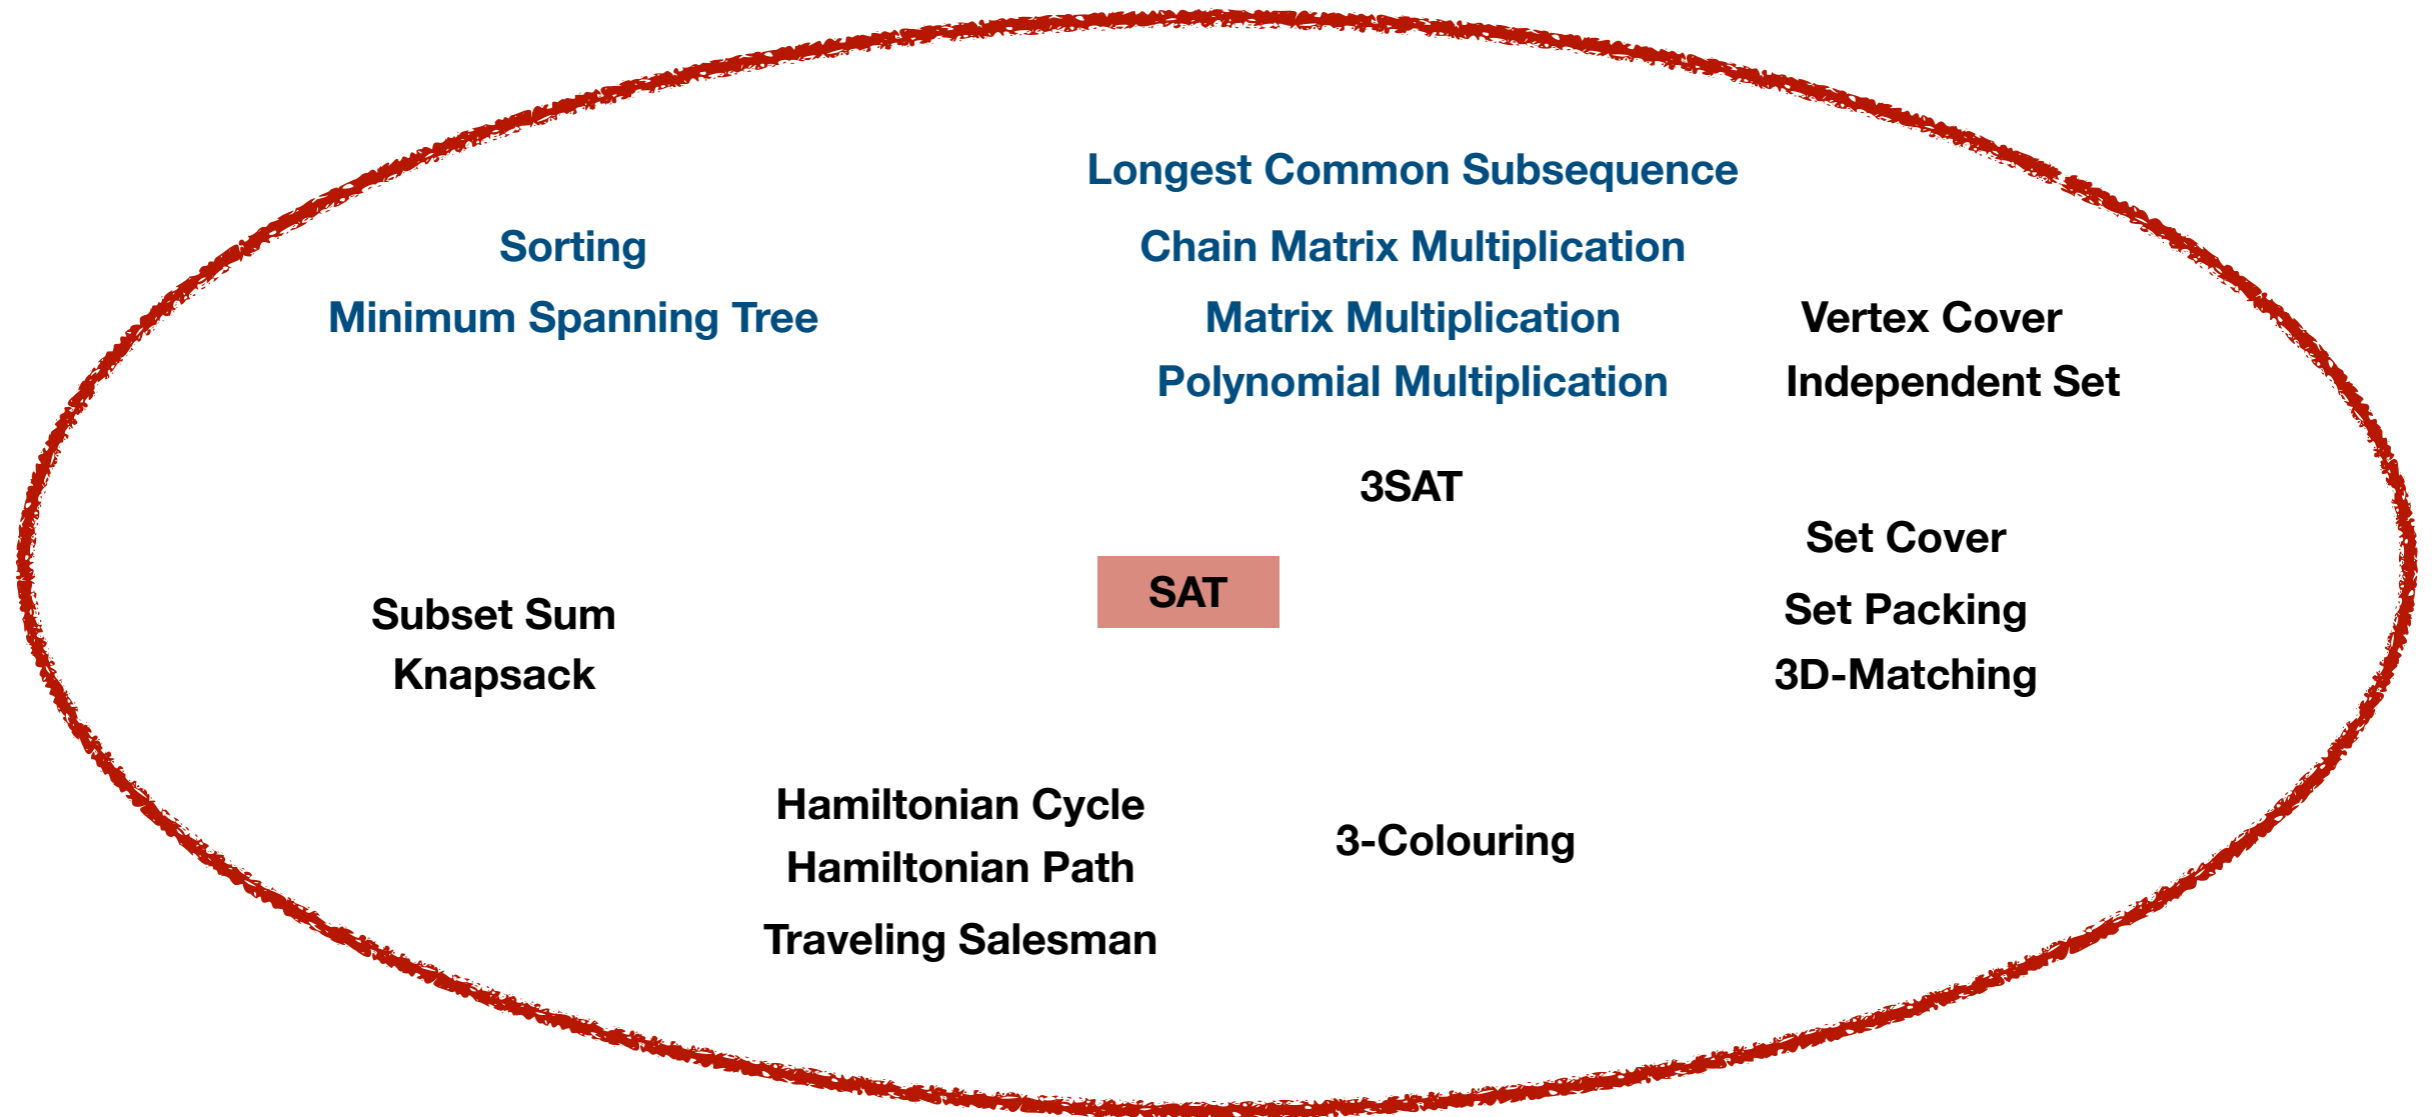 Longest Common Subsequence
Sorting
Chain Matrix Multiplication
Minimum Spanning Tree
Matrix Multiplication
Vertex Cover
Polynomial Multiplication
Independent Set
3SAT
Set Cover
SAT
Subset Sum
Set Packing
Knapsack
3D-Matching
Hamiltonian Cycle
3-Colouring
Hamiltonian Path
Traveling Salesman